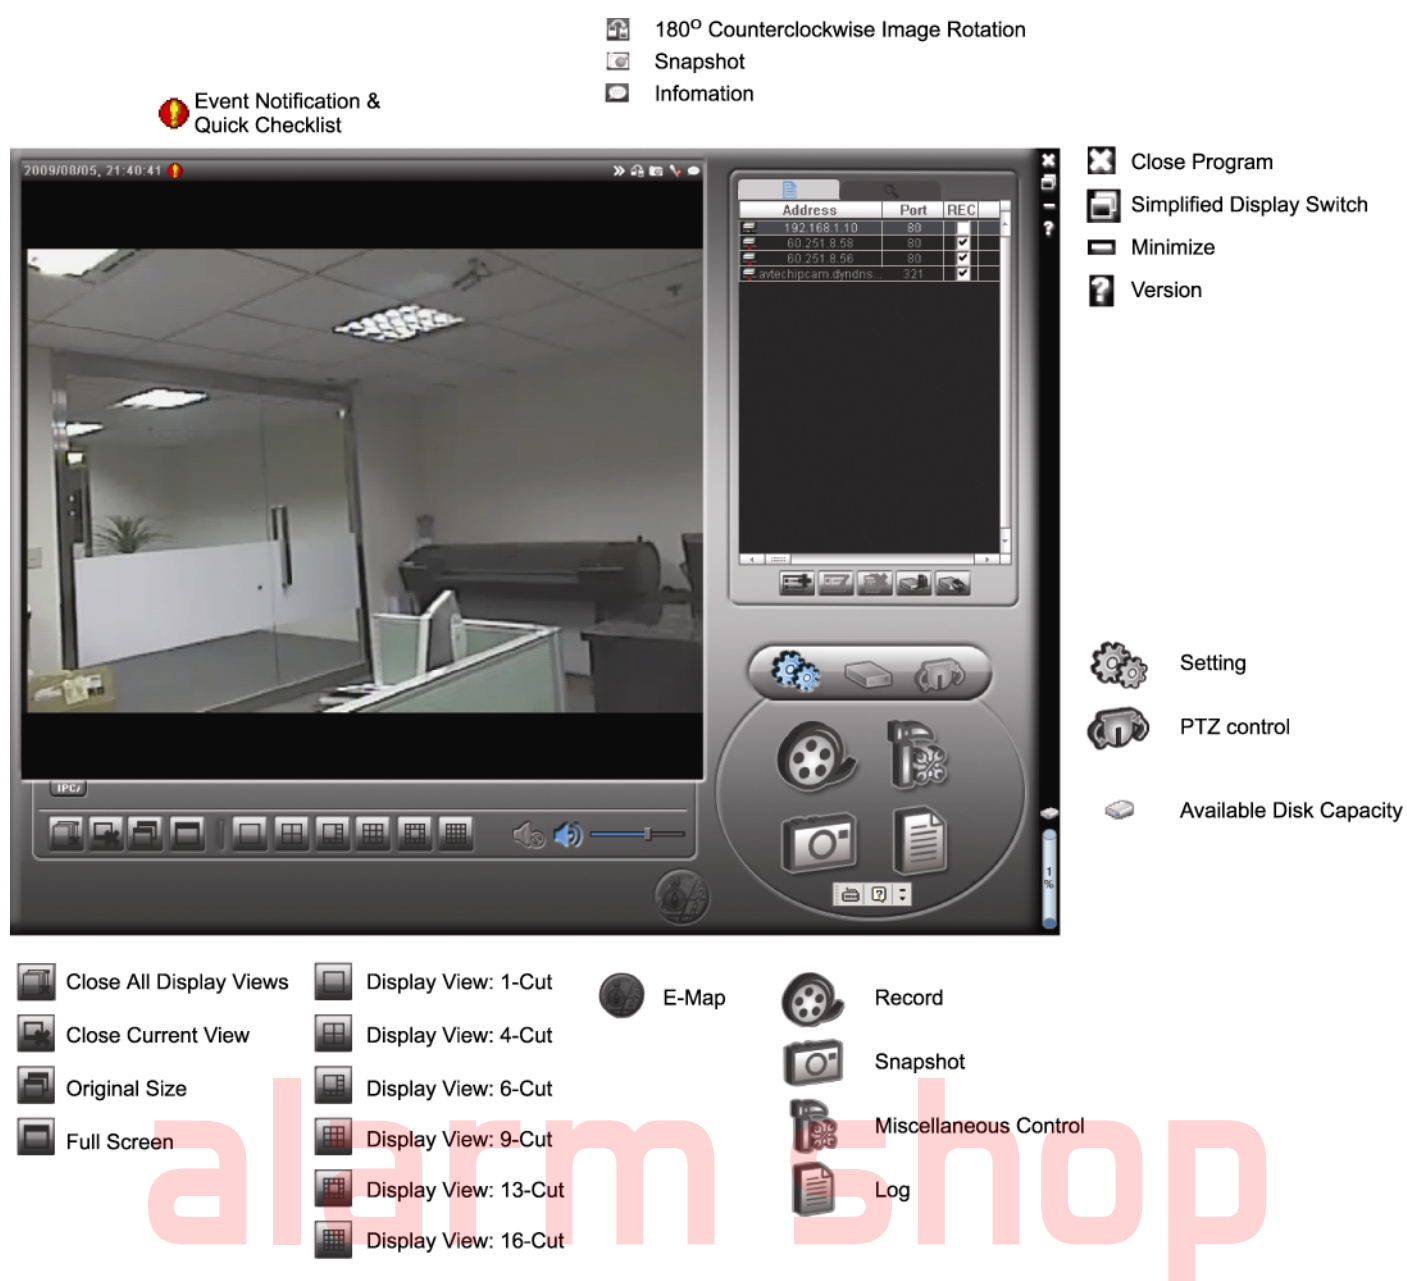 180° Counterclockwise Image Rotation
Snapshot
Infomation
Event Notification &
Quick Checklist
2009/08/05, 21:40:41
Close Program
Simplified Display Switch
Minimize
Version
Address Port REC
192.168.1.10 80
60.251.8.58 80
60.251.8.56 80
avtechipcam.dyndns... 321
Setting
PTZ control
Available Disk Capacity
1
%
Close All Display Views
Close Current View
Original Size
Full Screen
Display View: 1-Cut
Display View: 4-Cut
Display View: 6-Cut
Display View: 9-Cut
Display View: 13-Cut
Display View: 16-Cut
E-Map
Record
Snapshot
Miscellaneous Control
Log
alarm shop